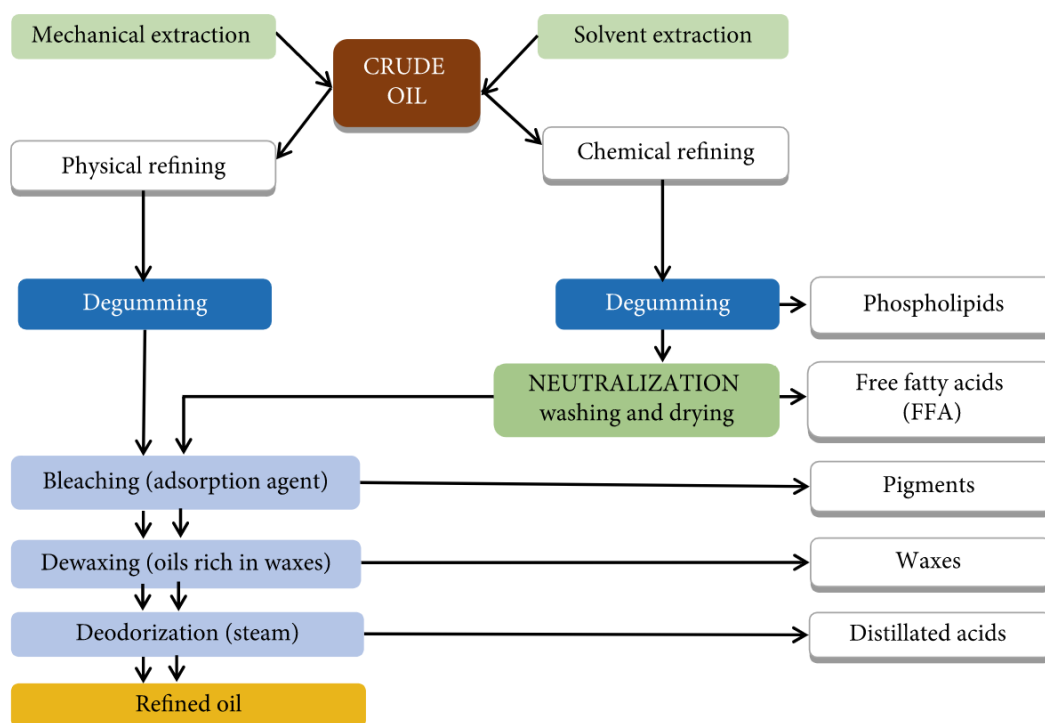 Mechanical extraction
Solvent extraction
CRUDE
OIL
Physical refining
Chemical refining
Degumming
Degumming
Phospholipids
NEUTRALIZATION
washing and drying
Free fatty acids
(FFA)
Bleaching (adsorption agent)
Pigments
Dewaxing (oils rich in waxes)
Waxes
Deodorization (steam)
Distillated acids
Refined oil